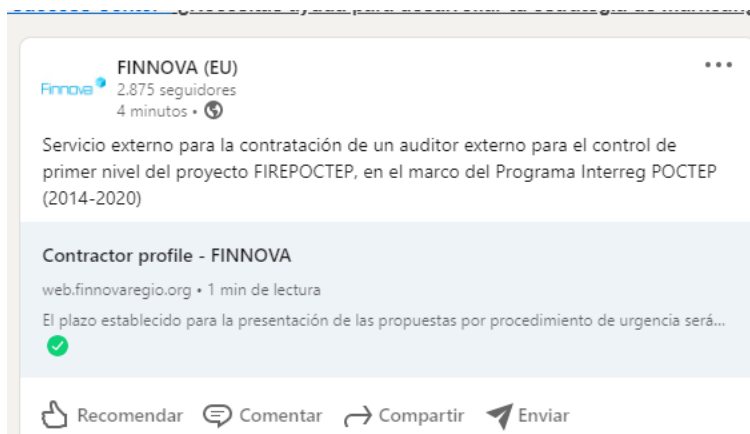 FINNOVA (EU)
Finnova
2.875 seguidores
4 minutos •
Servicio externo para la contratación de un auditor externo para el control de
primer nivel del proyecto FIREPOCTEP, en el marco del Programa Interreg POCTEP
(2014-2020)
Contractor profile - FINNOVA
web.finnovaregio.org • 1 min de lectura
El plazo establecido para la presentación de las propuestas por procedimiento de urgencia será...
Recomendar Comentar Compartir Enviar